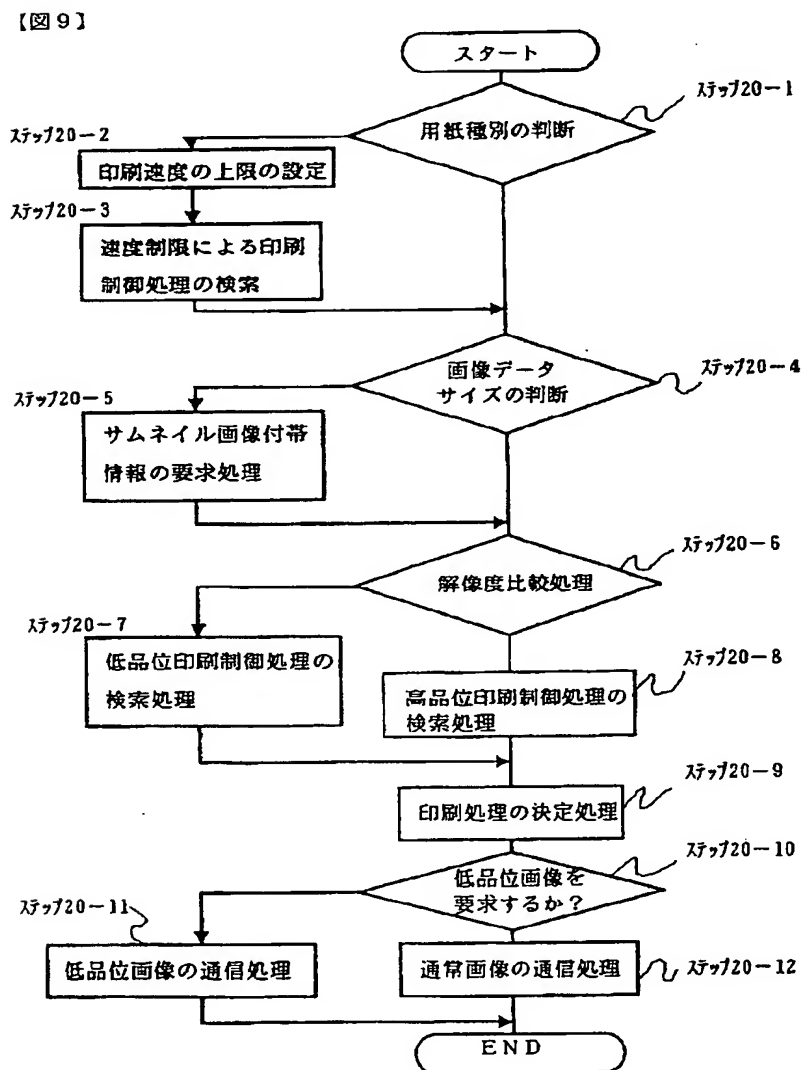 【図9】
スタート
ステップ20－1
用紙種別の判断
ステップ20－2
印刷速度の上限の設定
ステップ20－3
速度制限による印刷
制御処理の検索
画像データ
サイズの判断
ステップ20－4
ステップ20－5
サムネイル画像付帯
情報の要求処理
ステップ20－6
解像度比較処理
ステップ20－7
低品位印刷制御処理の
検索処理
ステップ20－8
高品位印刷制御処理の
検索処理
ステップ20－9
印刷処理の決定処理
ステップ20－10
低品位画像を
要求するか？
ステップ20－11
低品位画像の通信処理
通常画像の通信処理
ステップ20－12
END